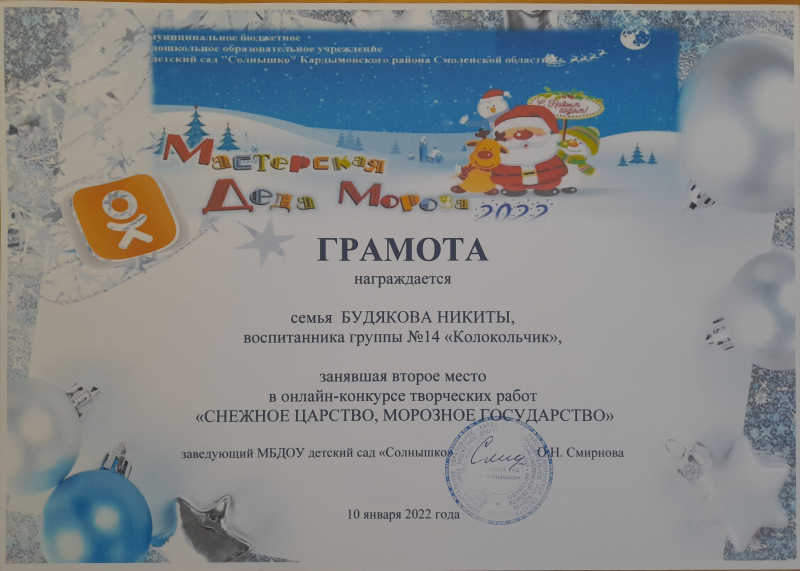 муниципальное бюджетное
дошкольное образовательное учреждение
детский сад "Солнышко" Кардымовского района Смоленской области
С Новым годом!
Мастерская
Деда Мороза 2022
ОК
ГРАМОТА
награждается
семья БУДЯКОВА НИКИТЫ,
воспитанника группы №14 «Колокольчик»,
занявшая второе место
в онлайн-конкурсе творческих работ
«СНЕЖНОЕ ЦАРСТВО, МОРОЗНОЕ ГОСУДАРСТВО»
заведующий МБДОУ детский сад «Солнышко» О.Н. Смирнова
10 января 2022 года